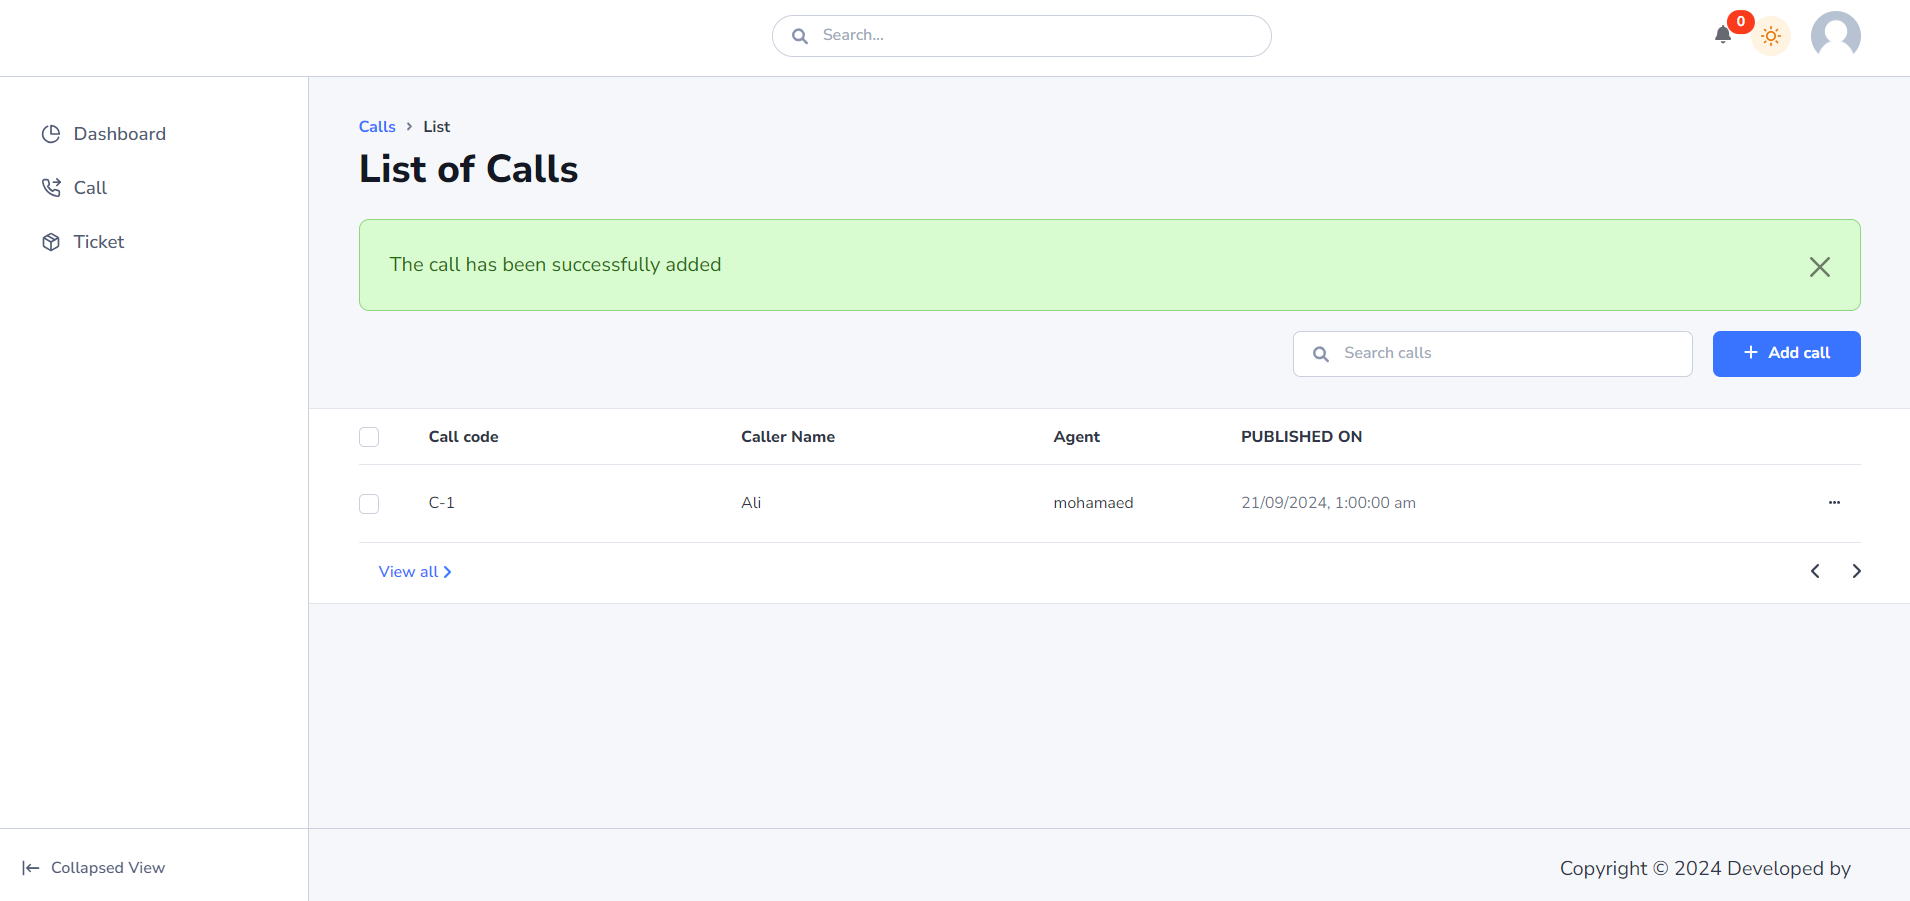 Search...
0
Dashboard
Call
Ticket
Calls > List
List of Calls
The call has been successfully added
Search calls
+ Add call
Call code Caller Name Agent PUBLISHED ON
C-1 Ali mohamaed 21/09/2024, 1:00:00 am
View all
Collapsed View
Copyright © 2024 Developed by